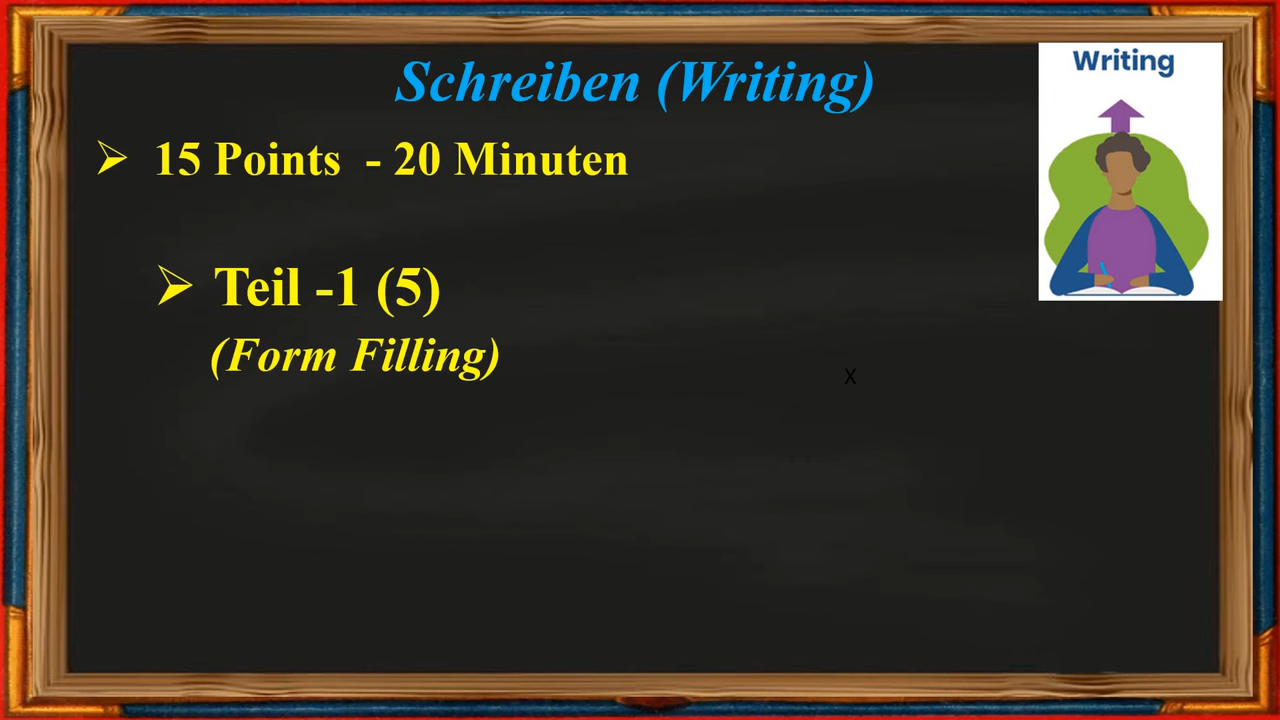 Schreiben (Writing)
Writing
➢ 15 Points - 20 Minuten
➢ Teil -1 (5)
(Form Filling)
X